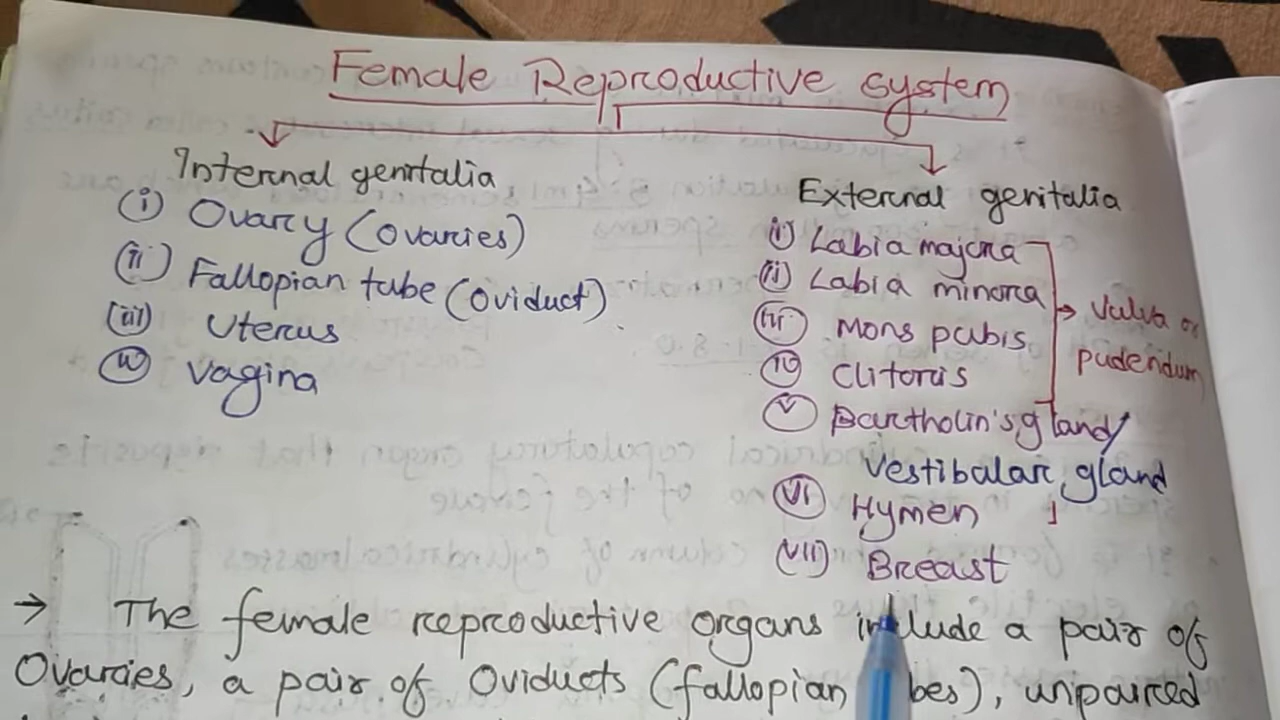 Female Reproductive system
Internal genitalia
(i) Ovary (ovaries)
(ii) Fallopian tube (oviduct)
(iii) Uterus
(iv) Vagina
External genitalia
(i) Labia majora
(ii) Labia minora
(iii) Mons pubis
(iv) Clitoris
(v) Bartholin's gland/
Vestibular gland
(vi) Hymen
(vii) Breast
Vulva or
pudendum
→ The female reproductive organs include a pair of
Ovaries, a pair of Oviducts (fallopian tubes), unpaired